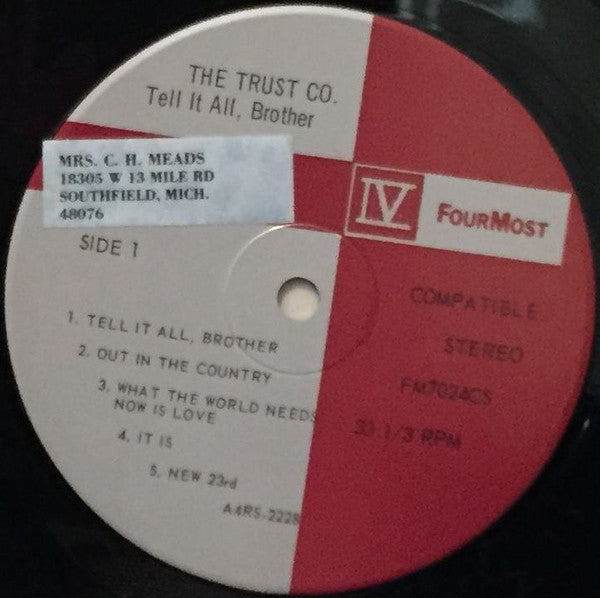 THE TRUST CO.
Tell It All, Brother
MRS. C. H. MEADS
18305 W 13 MILE RD
SOUTHFIELD, MICH.
48076
IV FOURMOST
SIDE 1
COMPATIBLE
STEREO
FM7024CS
33 1/3 RPM
1. TELL IT ALL, BROTHER
2. OUT IN THE COUNTRY
3. WHAT THE WORLD NEEDS
NOW IS LOVE
4. IT IS
5. NEW 23rd
A4RS-2228